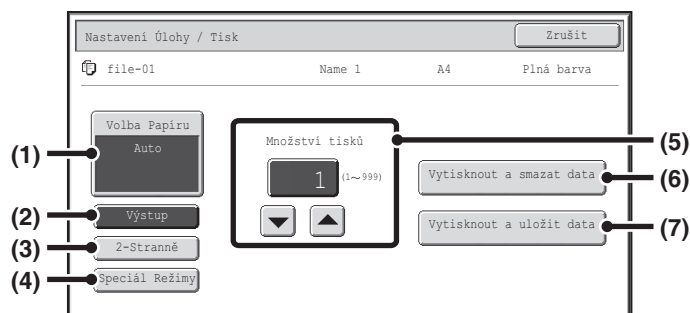 Nastavení Úlohy / Tisk
Zrušit
file-01
Name 1
A4
Plná barva
(1)
Volba Papíru
Auto
(2)
Výstup
(3)
2-Stranně
(4)
Speciál Režimy
Množství tisků
1
(1~999)
(5)
Vytisknout a smazat data
(6)
Vytisknout a uložit data
(7)